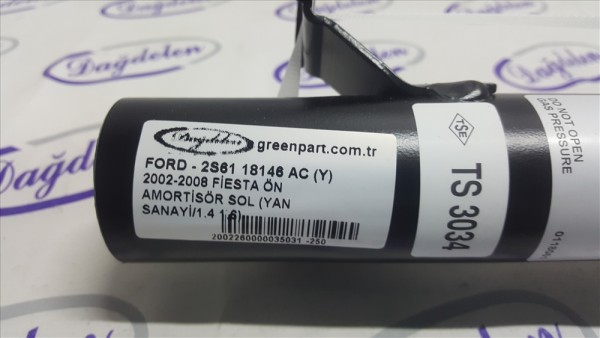 Dağdelen
Dağdelen
Dağdelen greenpart.com.tr
FORD - 2S61 18146 AC (Y)
2002-2008 FİESTA ÖN
AMORTİSÖR SOL (YAN
SANAYİ/1.4 1.6)
2002260000035031 -250
TSE
TS 3034
DO NOT OPEN
GAS PRESSURE